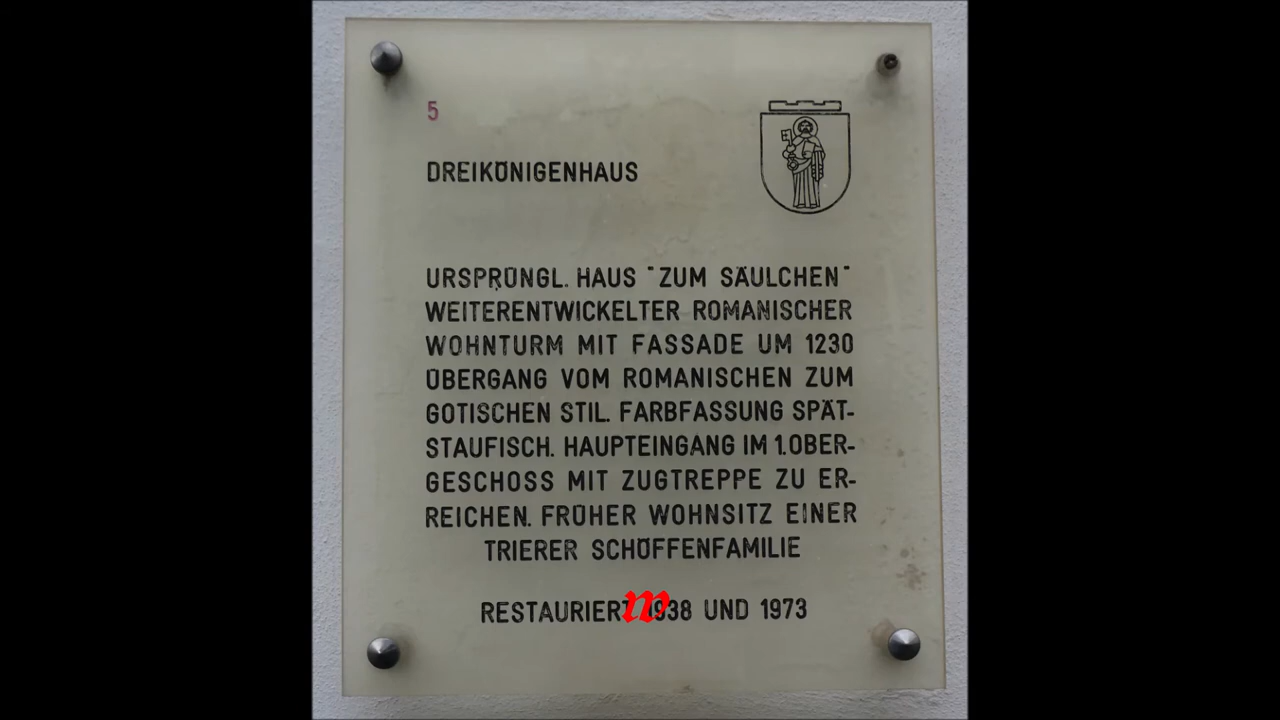 5
DREIKÖNIGENHAUS
URSPRÜNGL. HAUS "ZUM SÄULCHEN"
WEITERENTWICKELTER ROMANISCHER
WOHNTURM MIT FASSADE UM 1230
ÜBERGANG VOM ROMANISCHEN ZUM
GOTISCHEN STIL. FARBFASSUNG SPÄT-
STAUFISCH. HAUPTEINGANG IM 1.OBER-
GESCHOSS MIT ZUGTREPPE ZU ER-
REICHEN. FRÜHER WOHNSITZ EINER
TRIERER SCHÖFFENFAMILIE
RESTAURIERT 1938 UND 1973